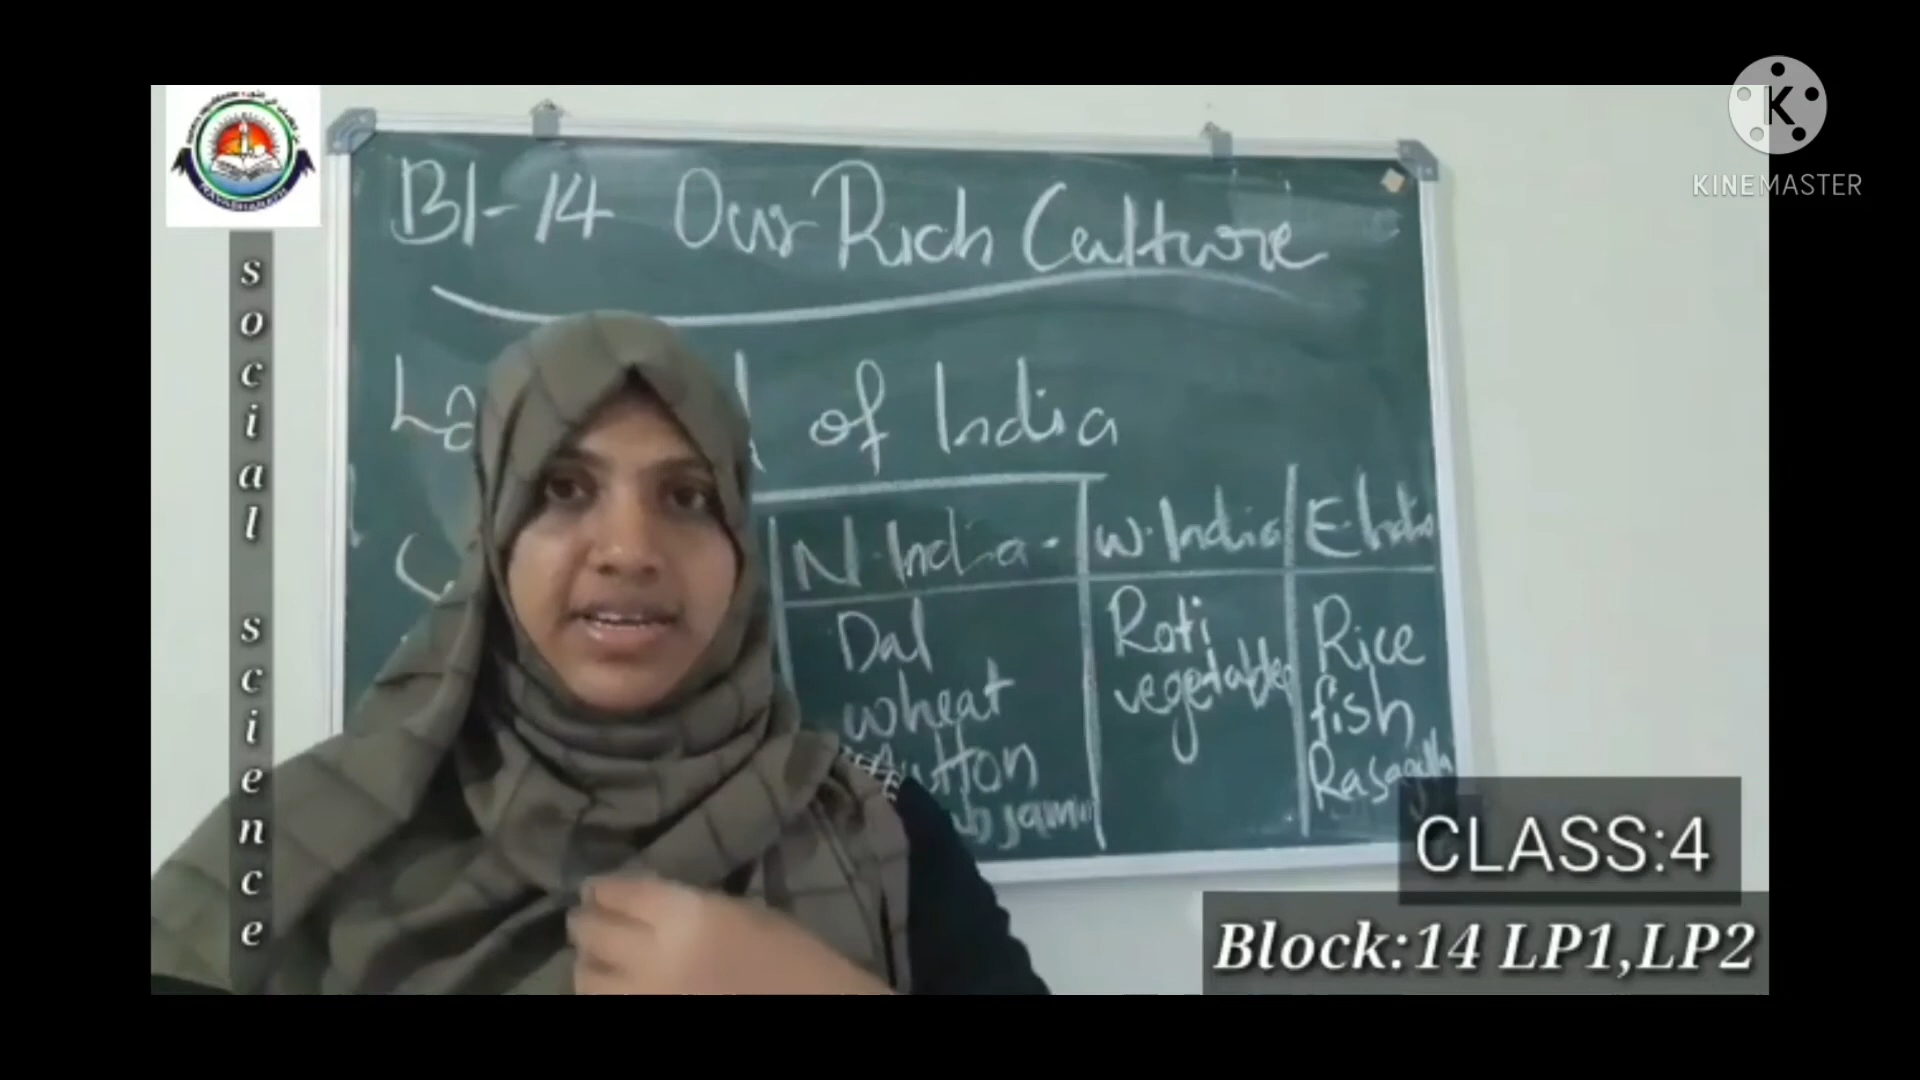 KINEMASTER
social science
Bl-14 Our Rich Culture
of India
N. India W. India E. India
Dal Roti Rice
wheat vegetables fish
CLASS:4
Block:14 LP1,LP2